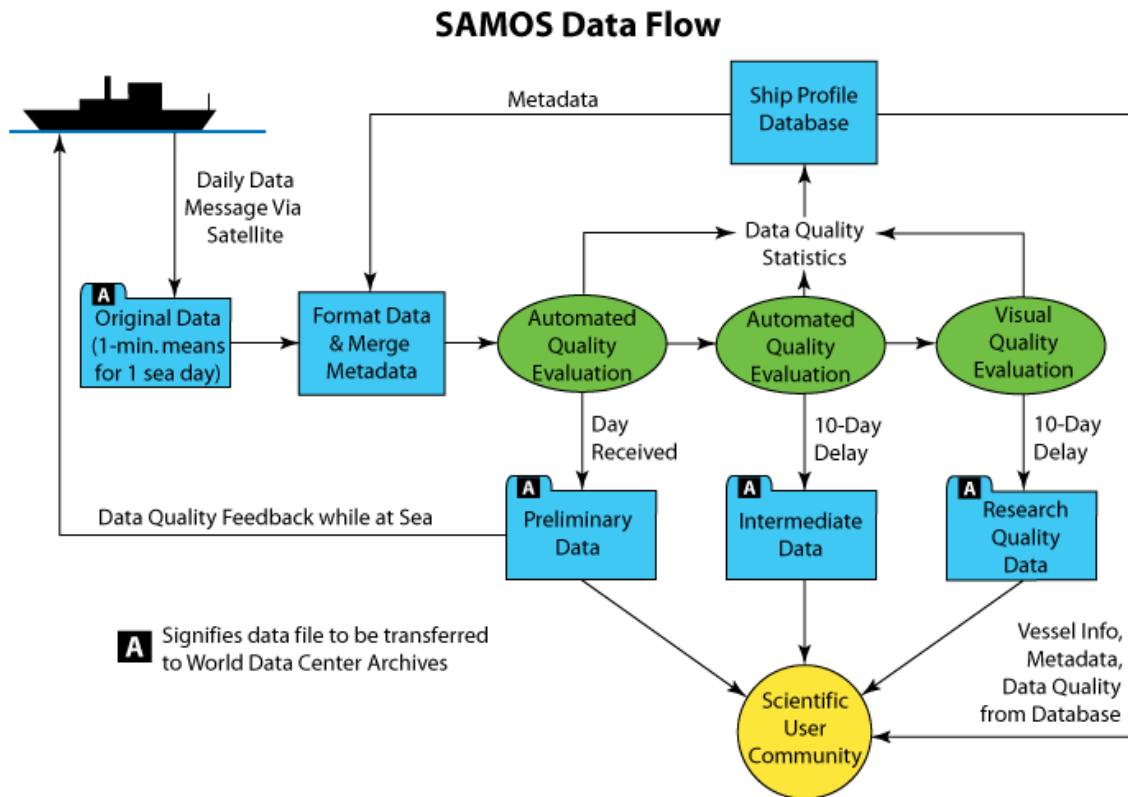 SAMOS Data Flow
Metadata
Ship Profile
Database
Daily Data
Message Via
Satellite
Data Quality
Statistics
A
Original Data
(1-min. means
for 1 sea day)
Format Data
& Merge
Metadata
Automated
Quality
Evaluation
Automated
Quality
Evaluation
Visual
Quality
Evaluation
Day
Received
10-Day
Delay
10-Day
Delay
Data Quality Feedback while at Sea
A
Preliminary
Data
A
Intermediate
Data
A
Research
Quality
Data
A
Signifies data file to be transferred
to World Data Center Archives
Scientific
User
Community
Vessel Info,
Metadata,
Data Quality
from Database